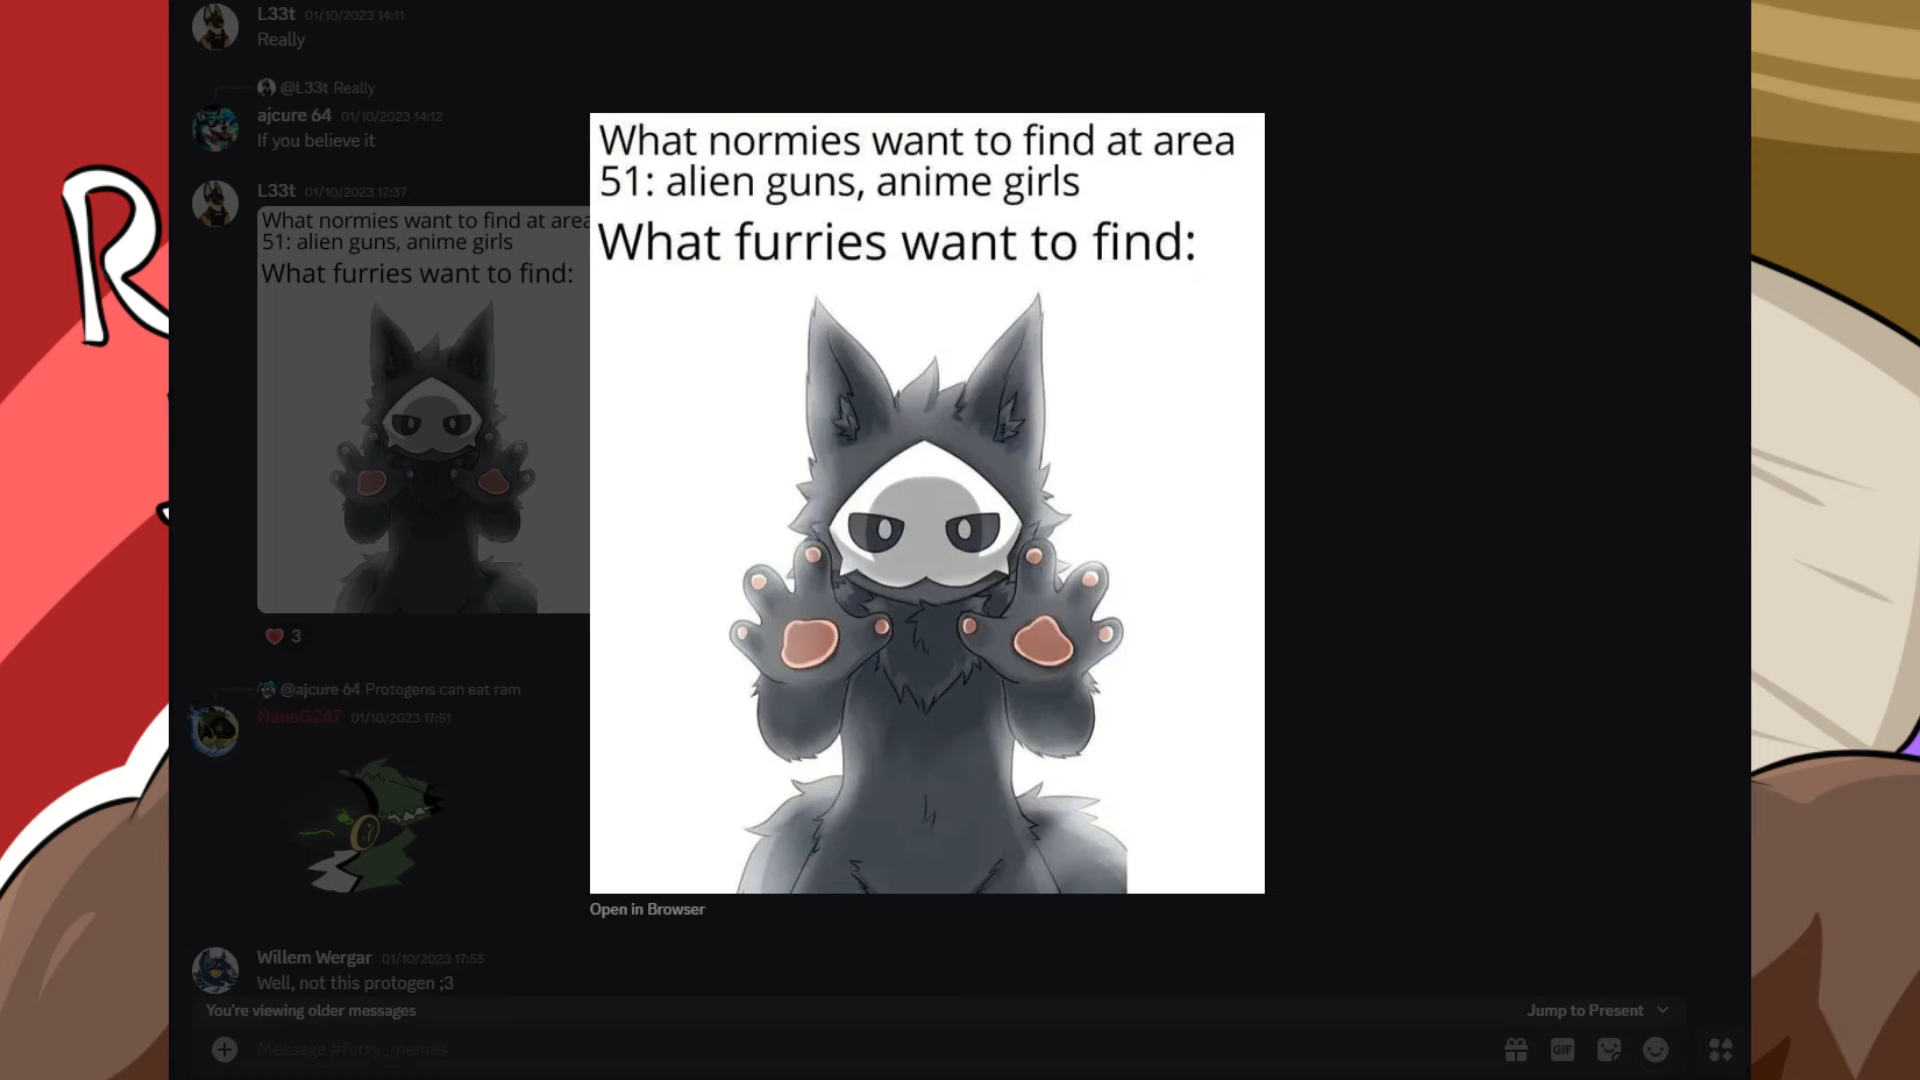 L33t 01/10/2023 14:11
Really
@L33t Really
ajcure 64 01/10/2023 14:12
If you believe it
L33t 01/10/2023 17:37
What normies want to find at area
51: alien guns, anime girls
What furries want to find:
What normies want to find at area
51: alien guns, anime girls
What furries want to find:
3
@ajcure 64 Protogens can eat ram
NaneG247 01/10/2023 17:51
Open in Browser
Willem Wergar 01/10/2023 17:55
Well, not this protogen ;3
You're viewing older messages
Jump to Present
Message #furry_memes
GIF
R